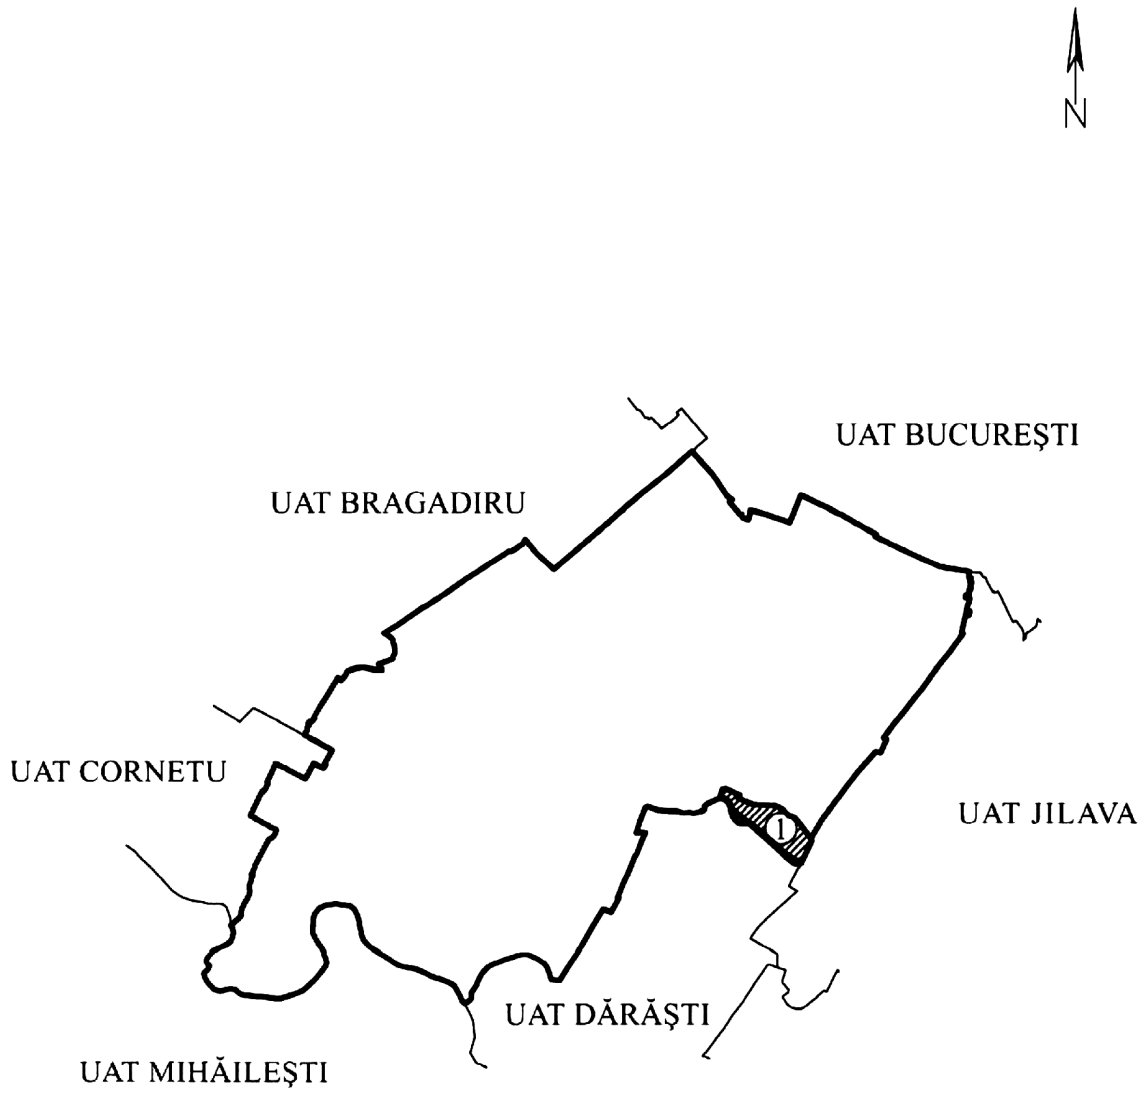 N
UAT BUCUREŞTI
UAT BRAGADIRU
UAT CORNETU
UAT JILAVA
1
UAT DĂRĂŞTI
UAT MIHĂILEŞTI